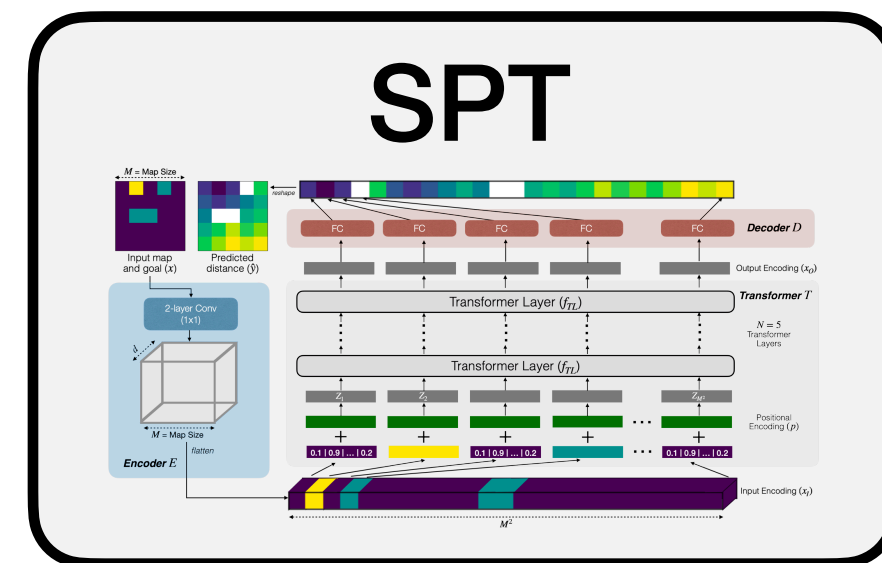 SPT
M = Map Size
reshape
Input map
and goal (x)
Predicted
distance (ŷ)
FC
FC
FC
FC
FC
Decoder D
Output Encoding (x_O)
Transformer Layer (f_TL)
Transformer T
N = 5
Transformer
Layers
Transformer Layer (f_TL)
2-layer Conv
(1x1)
d
M = Map Size
flatten
Encoder E
Z_1
Z_2
Z_M²
Positional
Encoding (p)
+
+
+
+
+
0.1 | 0.9 | ... | 0.2
0.1 | 0.9 | ... | 0.2
0.1 | 0.9 | ... | 0.2
Input Encoding (x_I)
M²